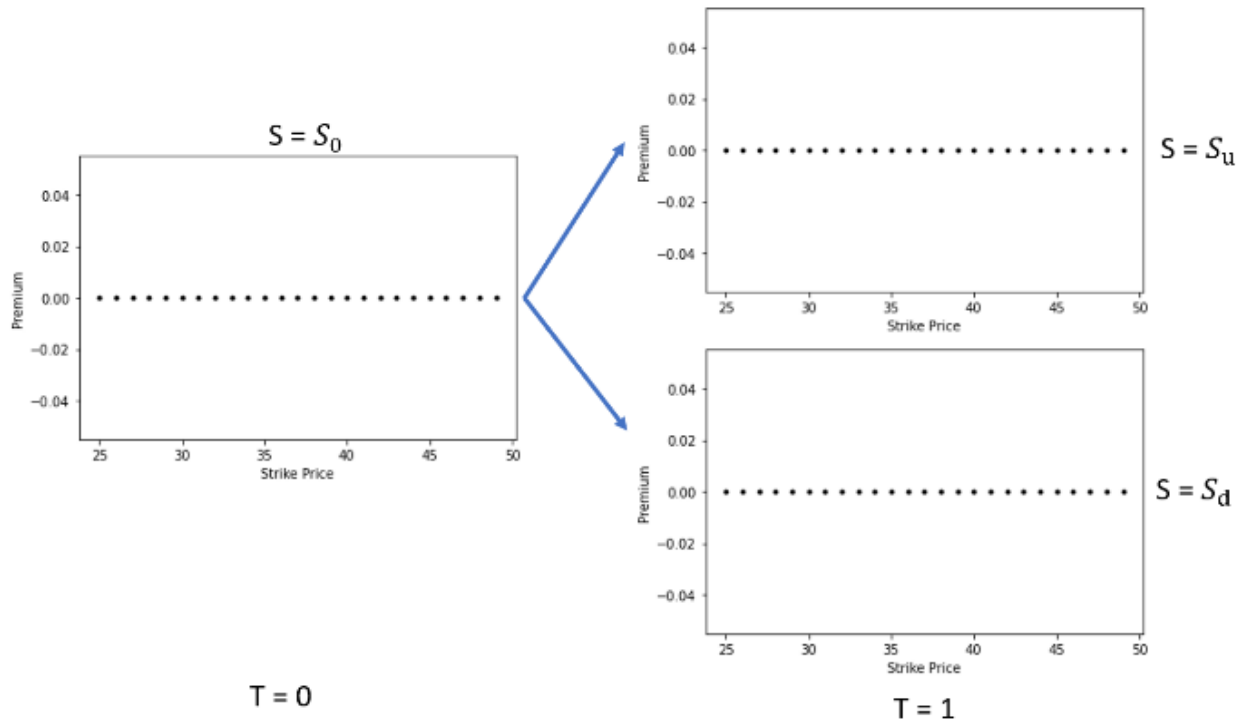 S = S₀
0.04
0.02
0.00
−0.02
−0.04
Premium
25 30 35 40 45 50
Strike Price
T = 0
0.04
0.02
0.00
−0.02
−0.04
Premium
25 30 35 40 45 50
Strike Price
S = Sᵤ
0.04
0.02
0.00
−0.02
−0.04
Premium
25 30 35 40 45 50
Strike Price
S = S_d
T = 1